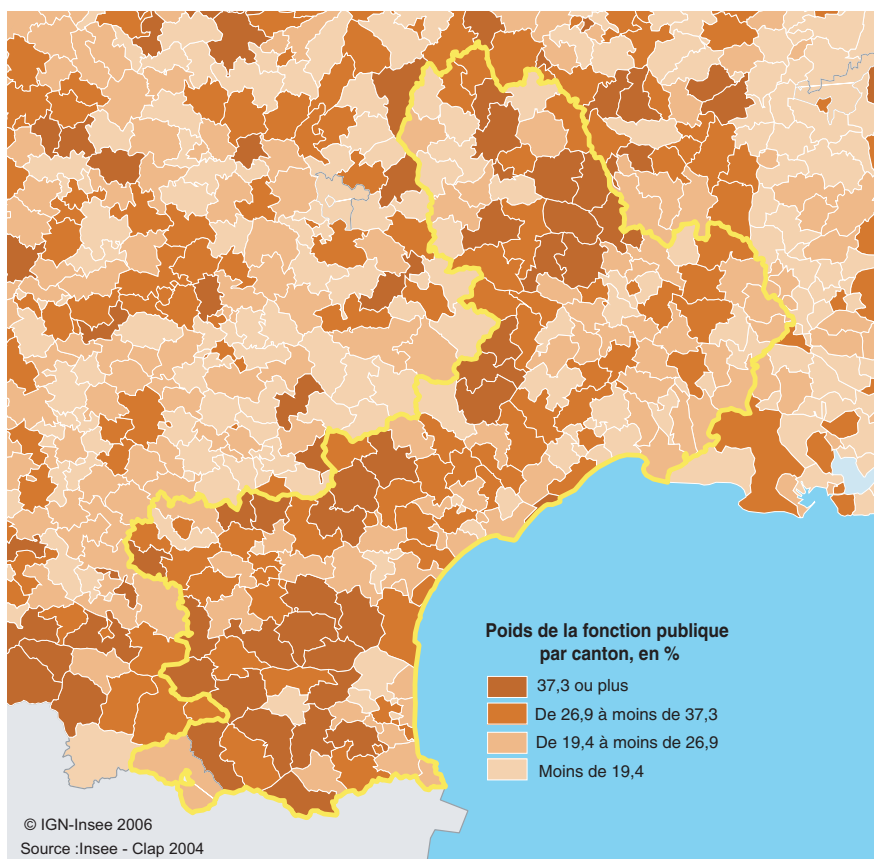 Poids de la fonction publique
par canton, en %
37,3 ou plus
De 26,9 à moins de 37,3
De 19,4 à moins de 26,9
Moins de 19,4
© IGN-Insee 2006
Source :Insee - Clap 2004